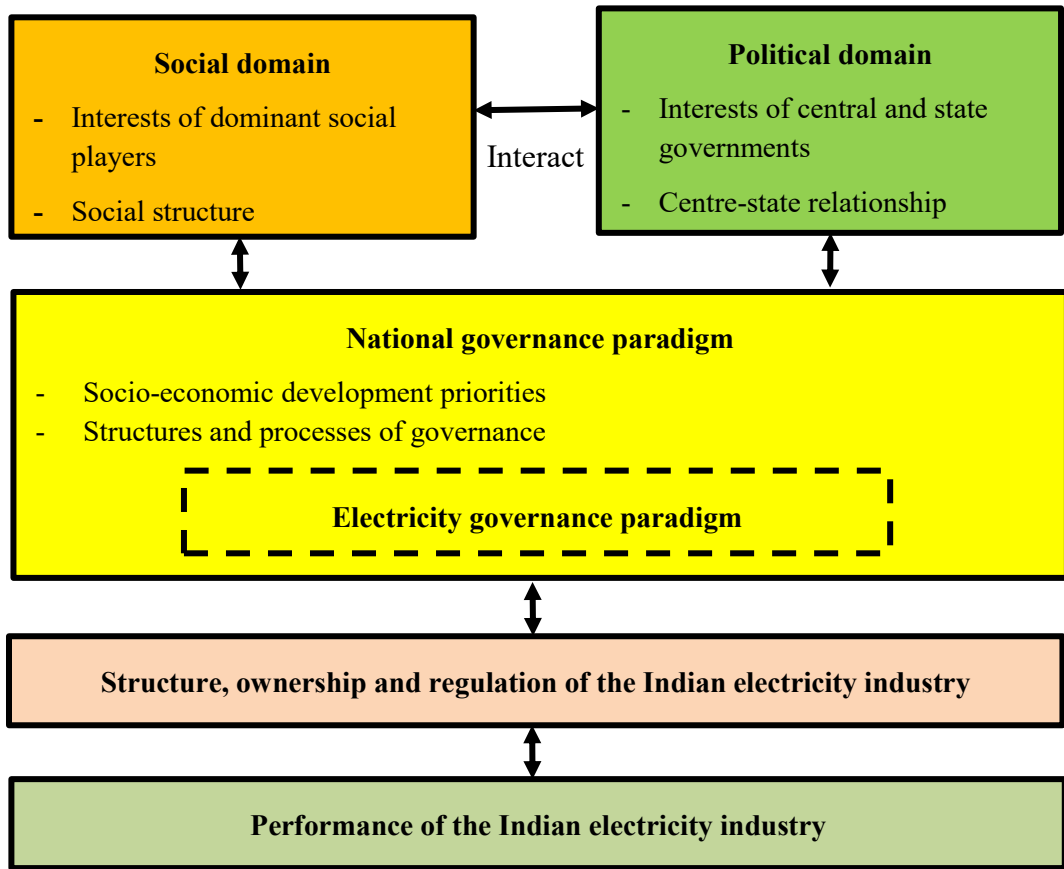 Social domain
- Interests of dominant social
players
- Social structure
Interact
Political domain
- Interests of central and state
governments
- Centre-state relationship
National governance paradigm
- Socio-economic development priorities
- Structures and processes of governance
Electricity governance paradigm
Structure, ownership and regulation of the Indian electricity industry
Performance of the Indian electricity industry